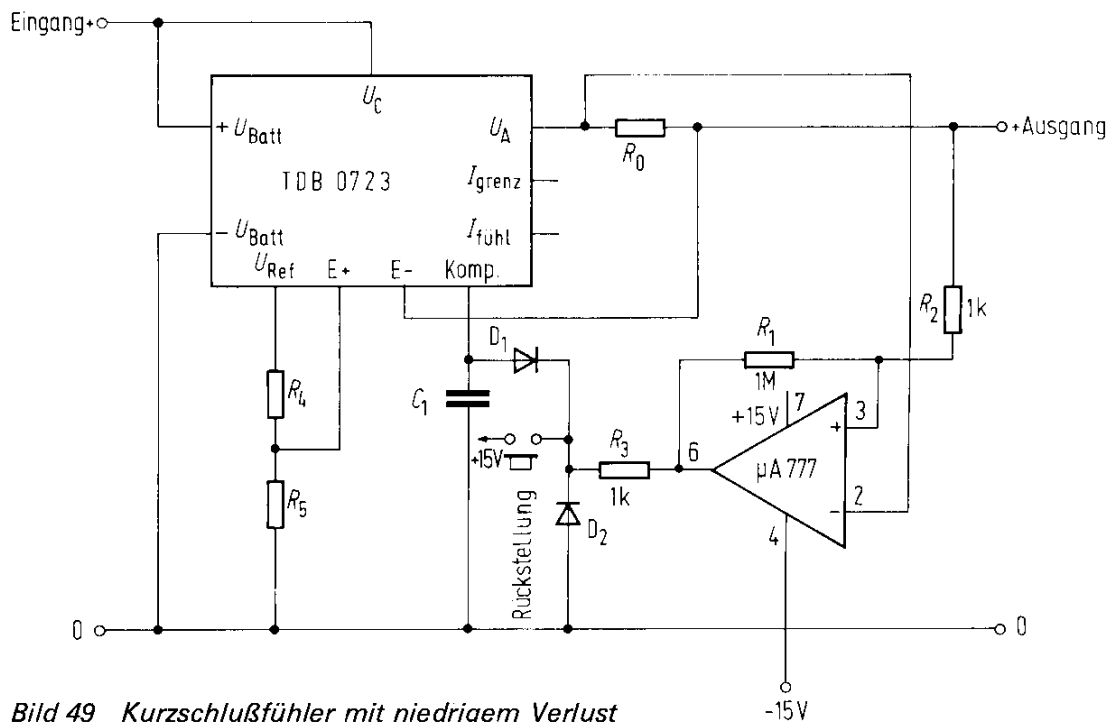 Eingang+
U_C
+ U_Batt
U_A
R_0
+Ausgang
TDB 0723
I_grenz
- U_Batt
I_fühl
U_Ref E+ E- Komp.
R_2 1k
D_1
R_1
1M
R_4
C_1
+15V
7
3
+
+15V
R_3
6
µA 777
1k
2
-
R_5
D_2
4
Rückstellung
0
0
-15V
Bild 49 Kurzschlußfühler mit niedrigem Verlust